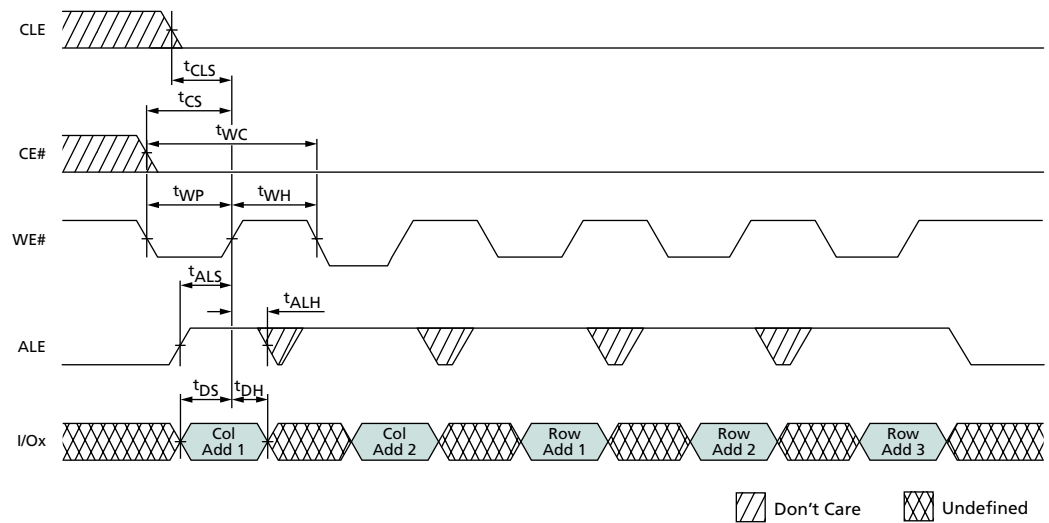 CLE
tCLS
tCS
tWC
CE#
tWP
tWH
WE#
tALS
tALH
ALE
tDS
tDH
I/Ox
Col
Add 1
Col
Add 2
Row
Add 1
Row
Add 2
Row
Add 3
Don't Care
Undefined